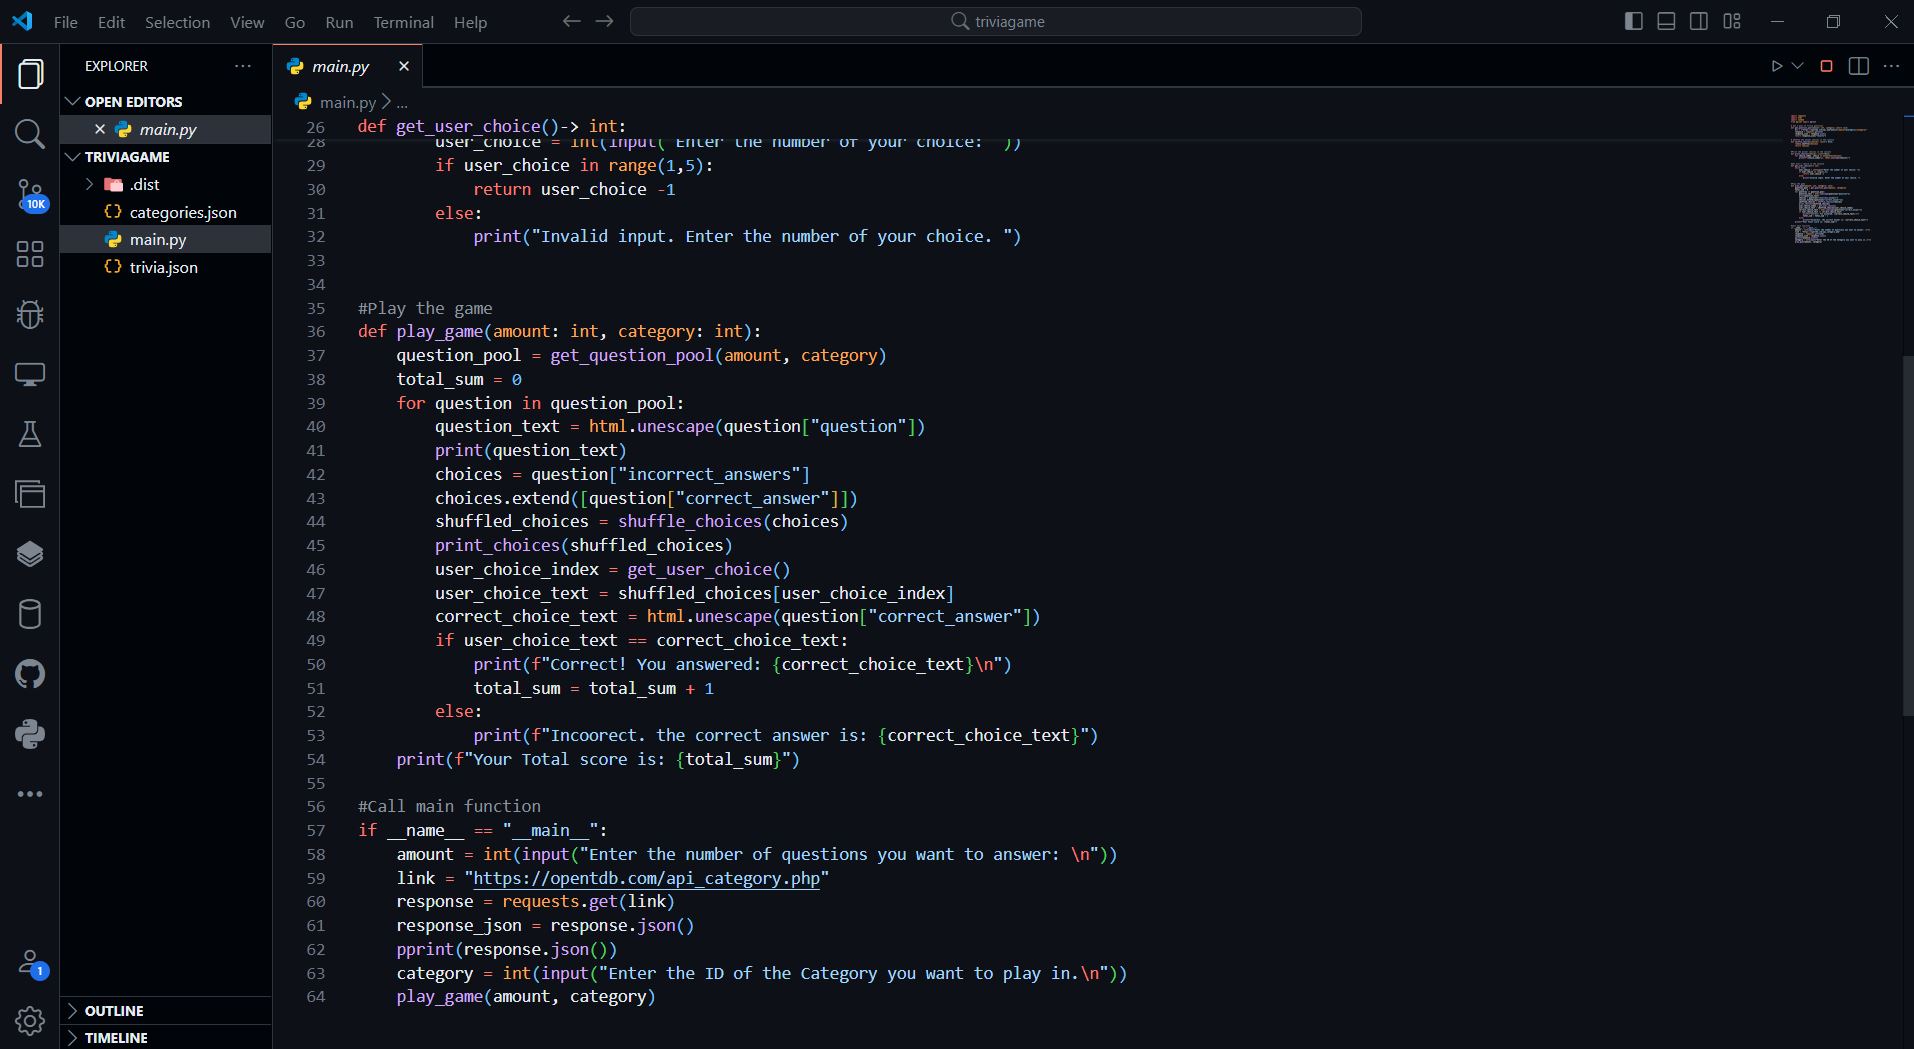 File Edit Selection View Go Run Terminal Help
triviagame
EXPLORER
OPEN EDITORS
main.py
TRIVIAGAME
.dist
categories.json
main.py
trivia.json
OUTLINE
TIMELINE
10K
1
main.py
main.py > ...
26 def get_user_choice()-> int:
28 user_choice = int(input( Enter the number of your choice: "))
29 if user_choice in range(1,5):
30 return user_choice -1
31 else:
32 print("Invalid input. Enter the number of your choice. ")
33
34
35 #Play the game
36 def play_game(amount: int, category: int):
37 question_pool = get_question_pool(amount, category)
38 total_sum = 0
39 for question in question_pool:
40 question_text = html.unescape(question["question"])
41 print(question_text)
42 choices = question["incorrect_answers"]
43 choices.extend([question["correct_answer"]])
44 shuffled_choices = shuffle_choices(choices)
45 print_choices(shuffled_choices)
46 user_choice_index = get_user_choice()
47 user_choice_text = shuffled_choices[user_choice_index]
48 correct_choice_text = html.unescape(question["correct_answer"])
49 if user_choice_text == correct_choice_text:
50 print(f"Correct! You answered: {correct_choice_text}\n")
51 total_sum = total_sum + 1
52 else:
53 print(f"Incoorect. the correct answer is: {correct_choice_text}")
54 print(f"Your Total score is: {total_sum}")
55
56 #Call main function
57 if __name__ == "__main__":
58 amount = int(input("Enter the number of questions you want to answer: \n"))
59 link = "https://opentdb.com/api_category.php"
60 response = requests.get(link)
61 response_json = response.json()
62 pprint(response.json())
63 category = int(input("Enter the ID of the Category you want to play in.\n"))
64 play_game(amount, category)